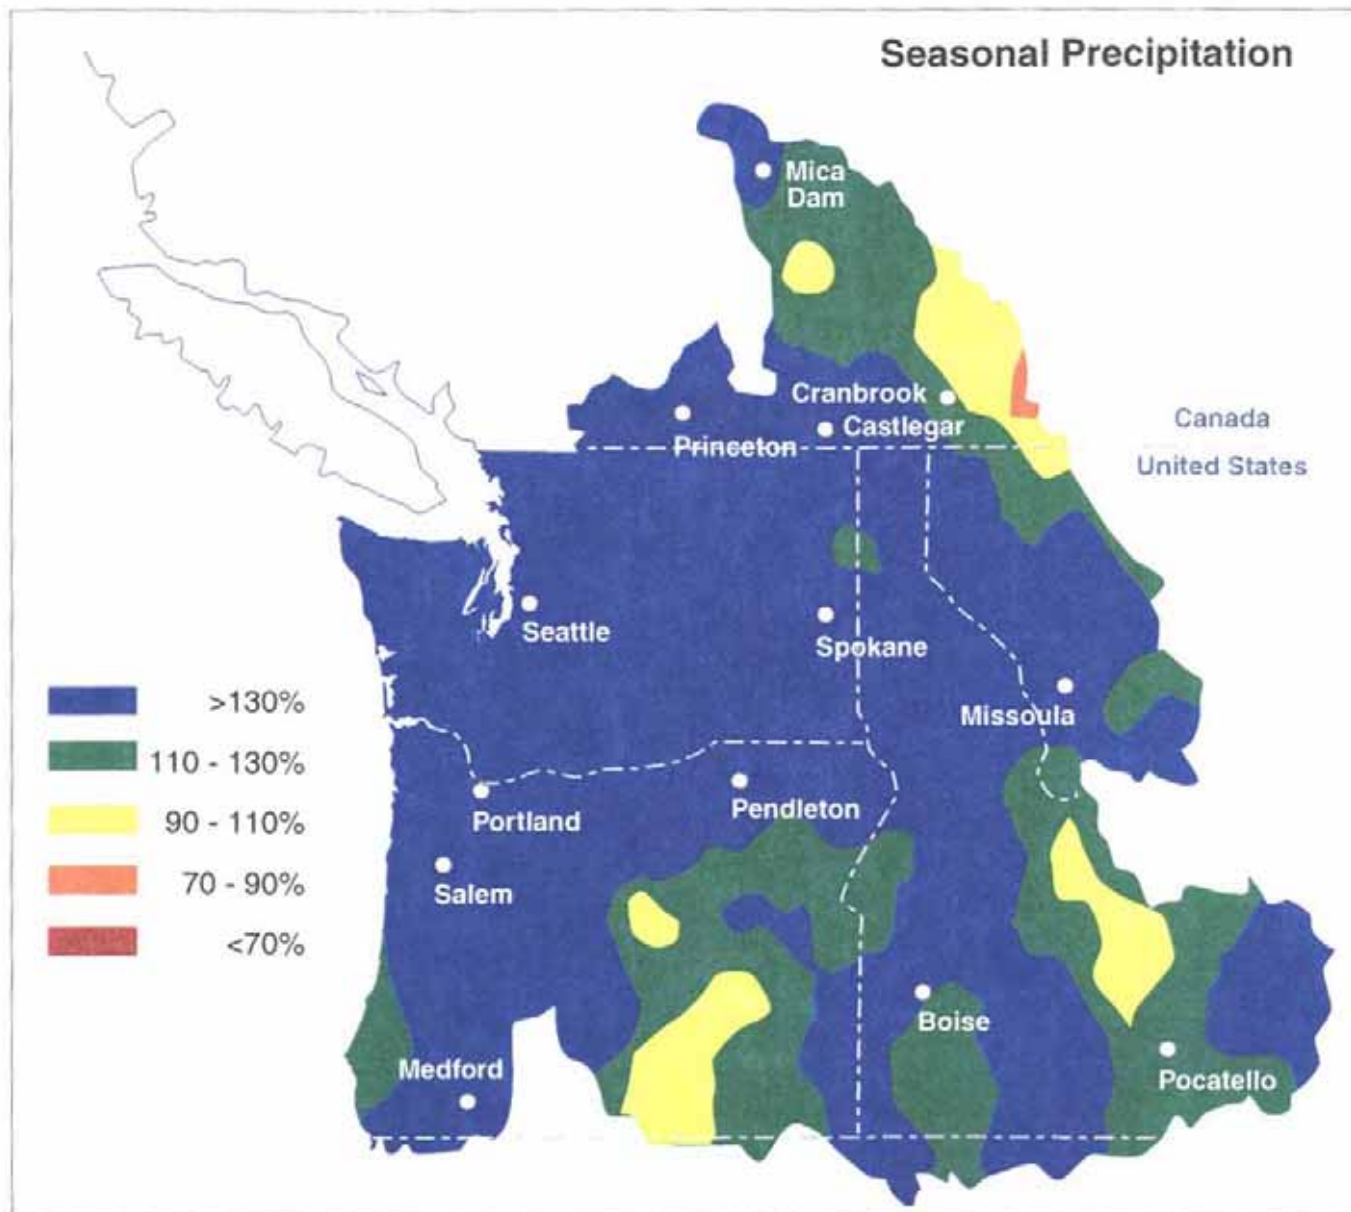 Seasonal Precipitation
Mica
Dam
Cranbrook
Castlegar
Princeton
Canada
United States
Seattle
Spokane
Missoula
>130%
110 - 130%
90 - 110%
70 - 90%
<70%
Portland
Pendleton
Salem
Boise
Medford
Pocatello